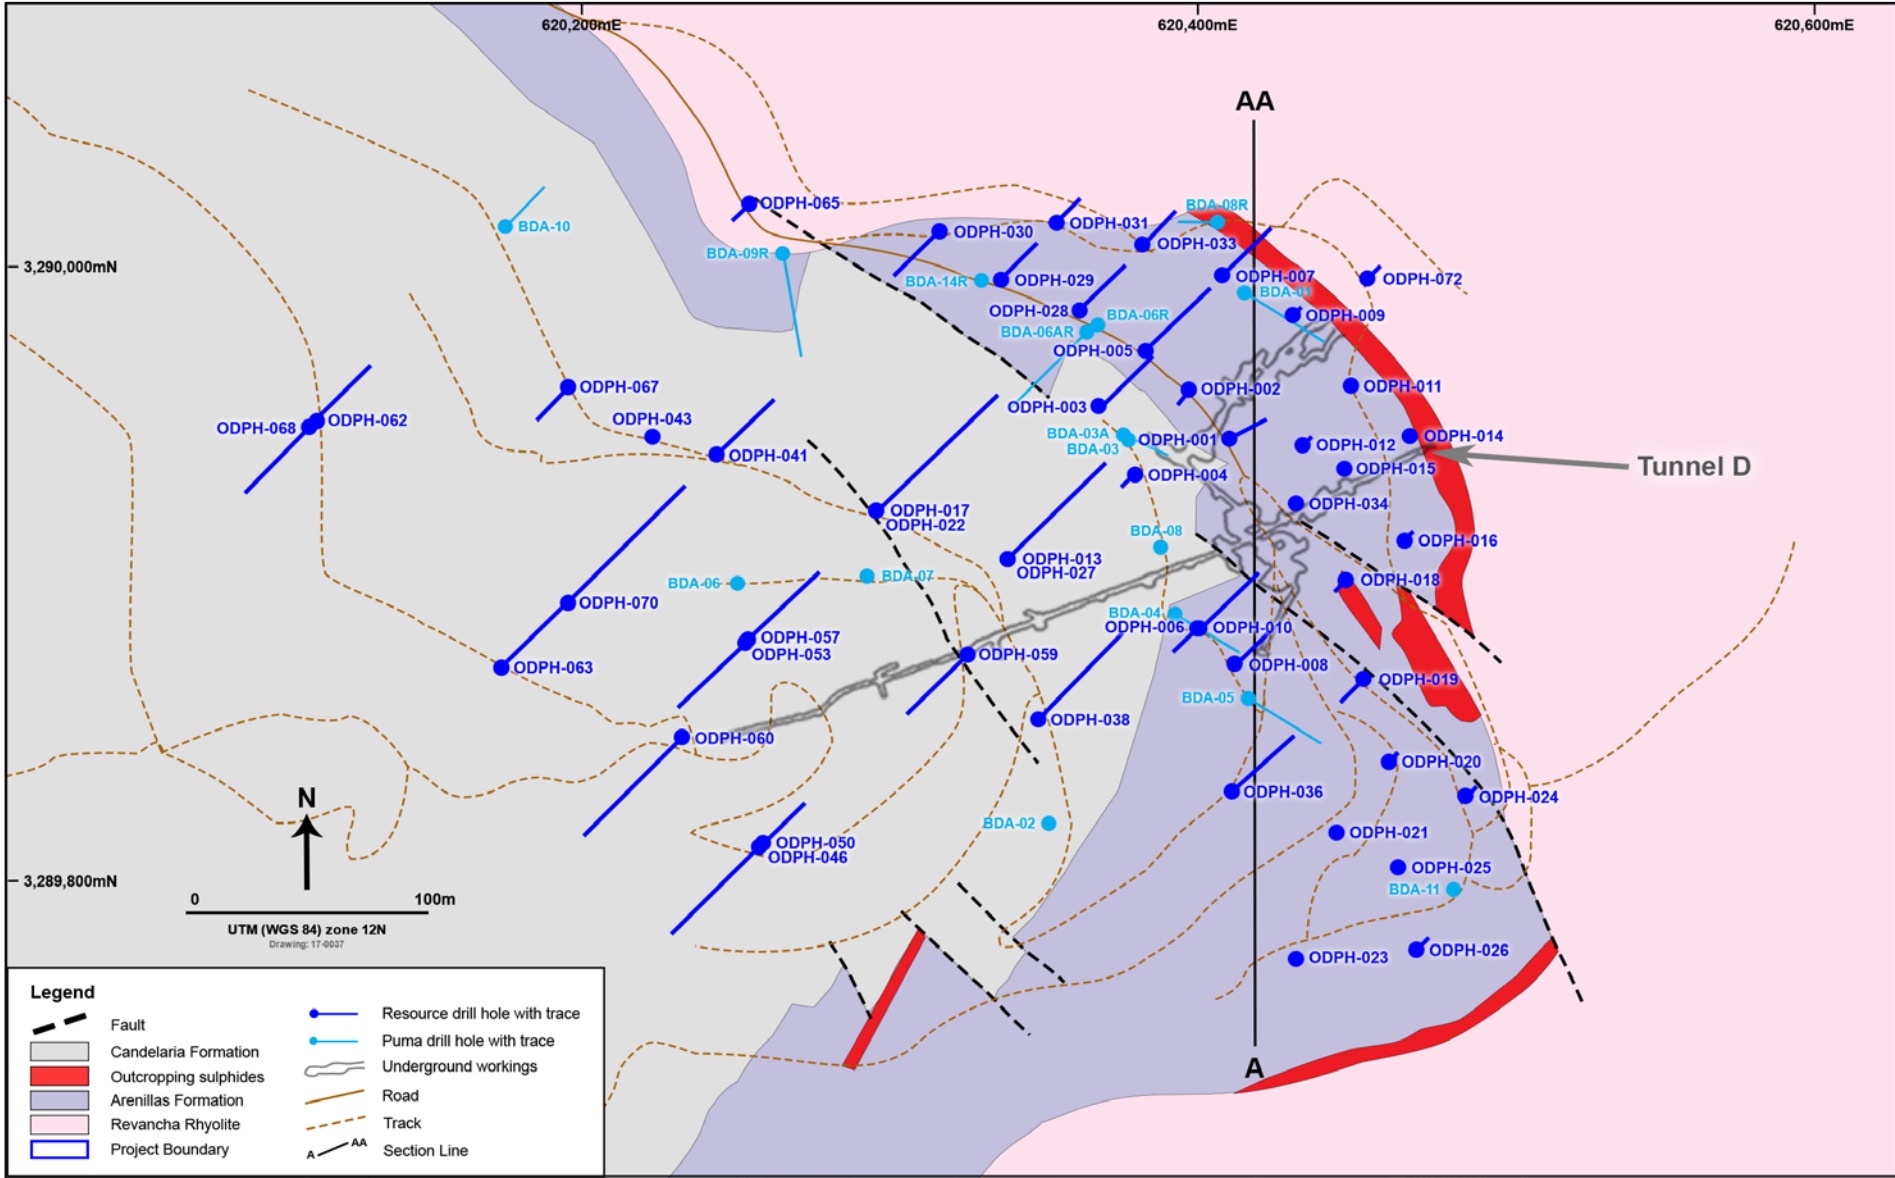 620,200mE
620,400mE
620,600mE
AA
ODPH-065
BDA-08R
BDA-10
ODPH-030
ODPH-031
ODPH-033
BDA-09R
3,290,000mN
BDA-14R
ODPH-029
ODPH-007
ODPH-072
BDA-01
ODPH-028
BDA-06R
ODPH-009
BDA-06AR
ODPH-005
ODPH-067
ODPH-002
ODPH-011
ODPH-003
ODPH-043
ODPH-068
ODPH-062
BDA-03A
ODPH-001
ODPH-012
ODPH-014
BDA-03
ODPH-041
ODPH-015
Tunnel D
ODPH-004
ODPH-034
ODPH-017
ODPH-022
BDA-08
ODPH-016
ODPH-013
ODPH-027
BDA-06
BDA-07
ODPH-018
ODPH-070
BDA-04
ODPH-006
ODPH-010
ODPH-057
ODPH-053
ODPH-059
ODPH-008
ODPH-063
ODPH-019
BDA-05
ODPH-038
ODPH-060
ODPH-020
ODPH-036
ODPH-024
N
BDA-02
ODPH-021
ODPH-050
ODPH-046
ODPH-025
3,289,800mN
BDA-11
0 100m
UTM (WGS 84) zone 12N
Drawing: 17-0037
ODPH-023
ODPH-026
A
Legend
Fault
Candelaria Formation
Outcropping sulphides
Arenillas Formation
Revancha Rhyolite
Project Boundary
Resource drill hole with trace
Puma drill hole with trace
Underground workings
Road
Track
A AA Section Line